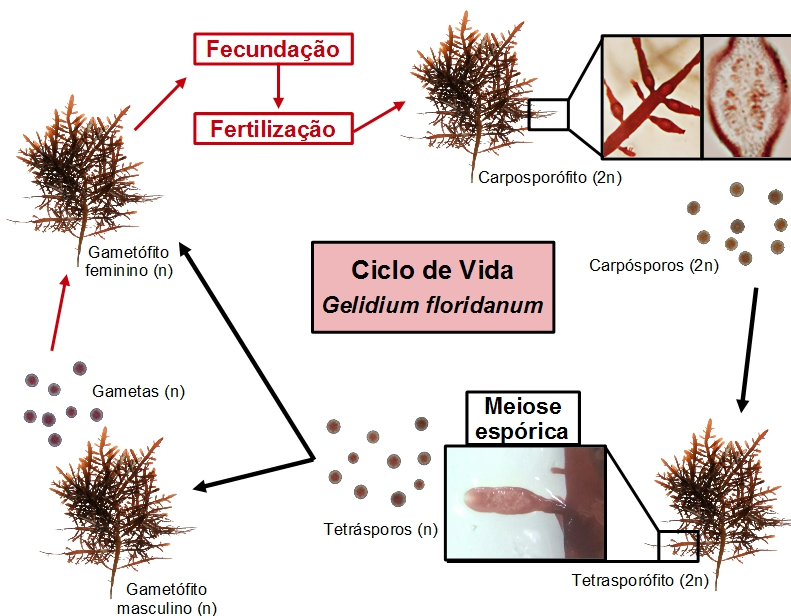 Fecundação
Fertilização
Carposporófito (2n)
Gametófito
feminino (n)
Carpósporos (2n)
Ciclo de Vida
Gelidium floridanum
Gametas (n)
Meiose
espórica
Tetrásporos (n)
Tetrasporófito (2n)
Gametófito
masculino (n)